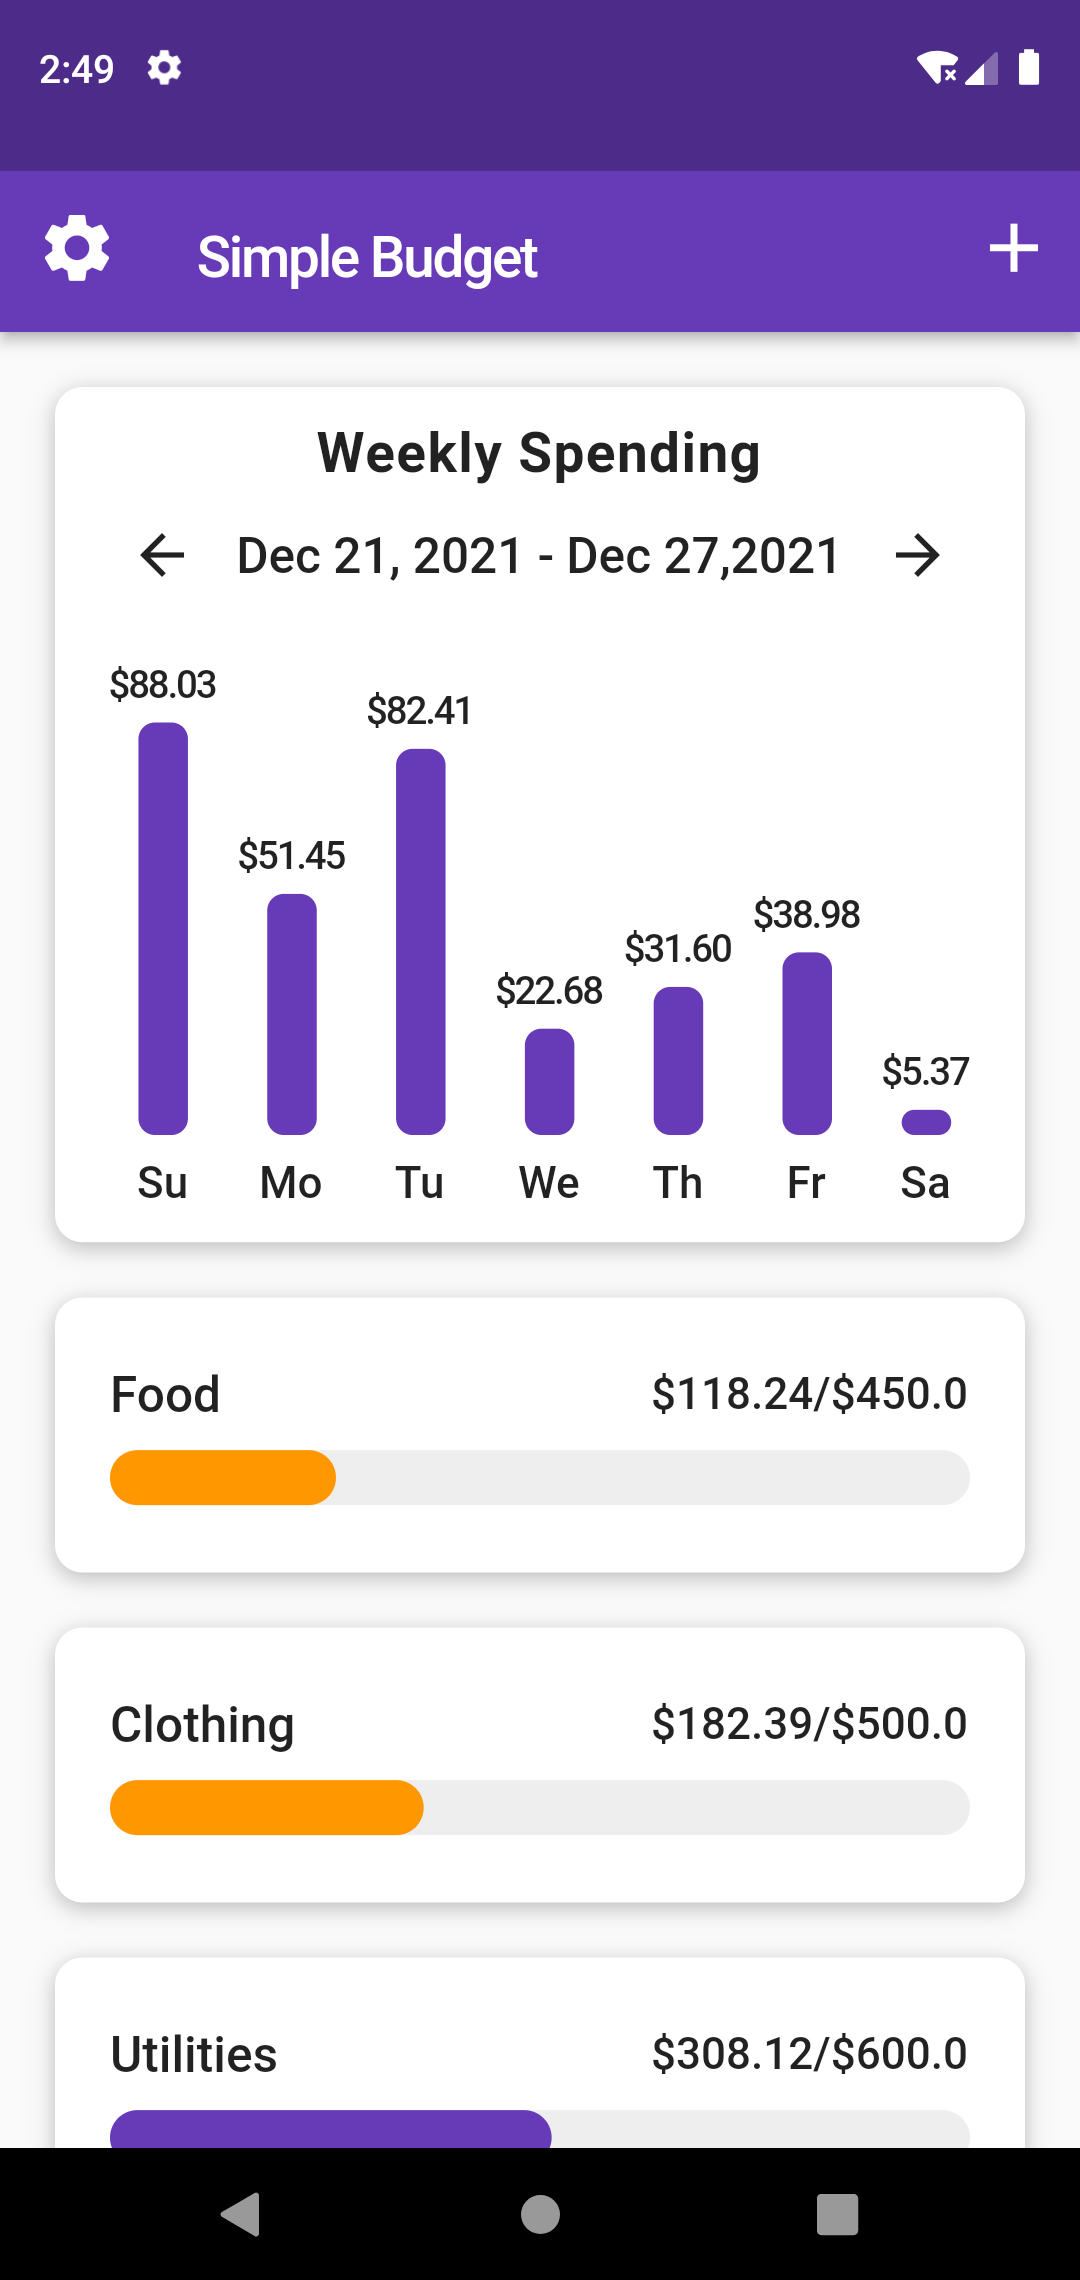 2:49
Simple Budget
Weekly Spending
Dec 21, 2021 - Dec 27,2021
$88.03
$82.41
$51.45
$38.98
$31.60
$22.68
$5.37
Su Mo Tu We Th Fr Sa
Food $118.24/$450.0
Clothing $182.39/$500.0
Utilities $308.12/$600.0